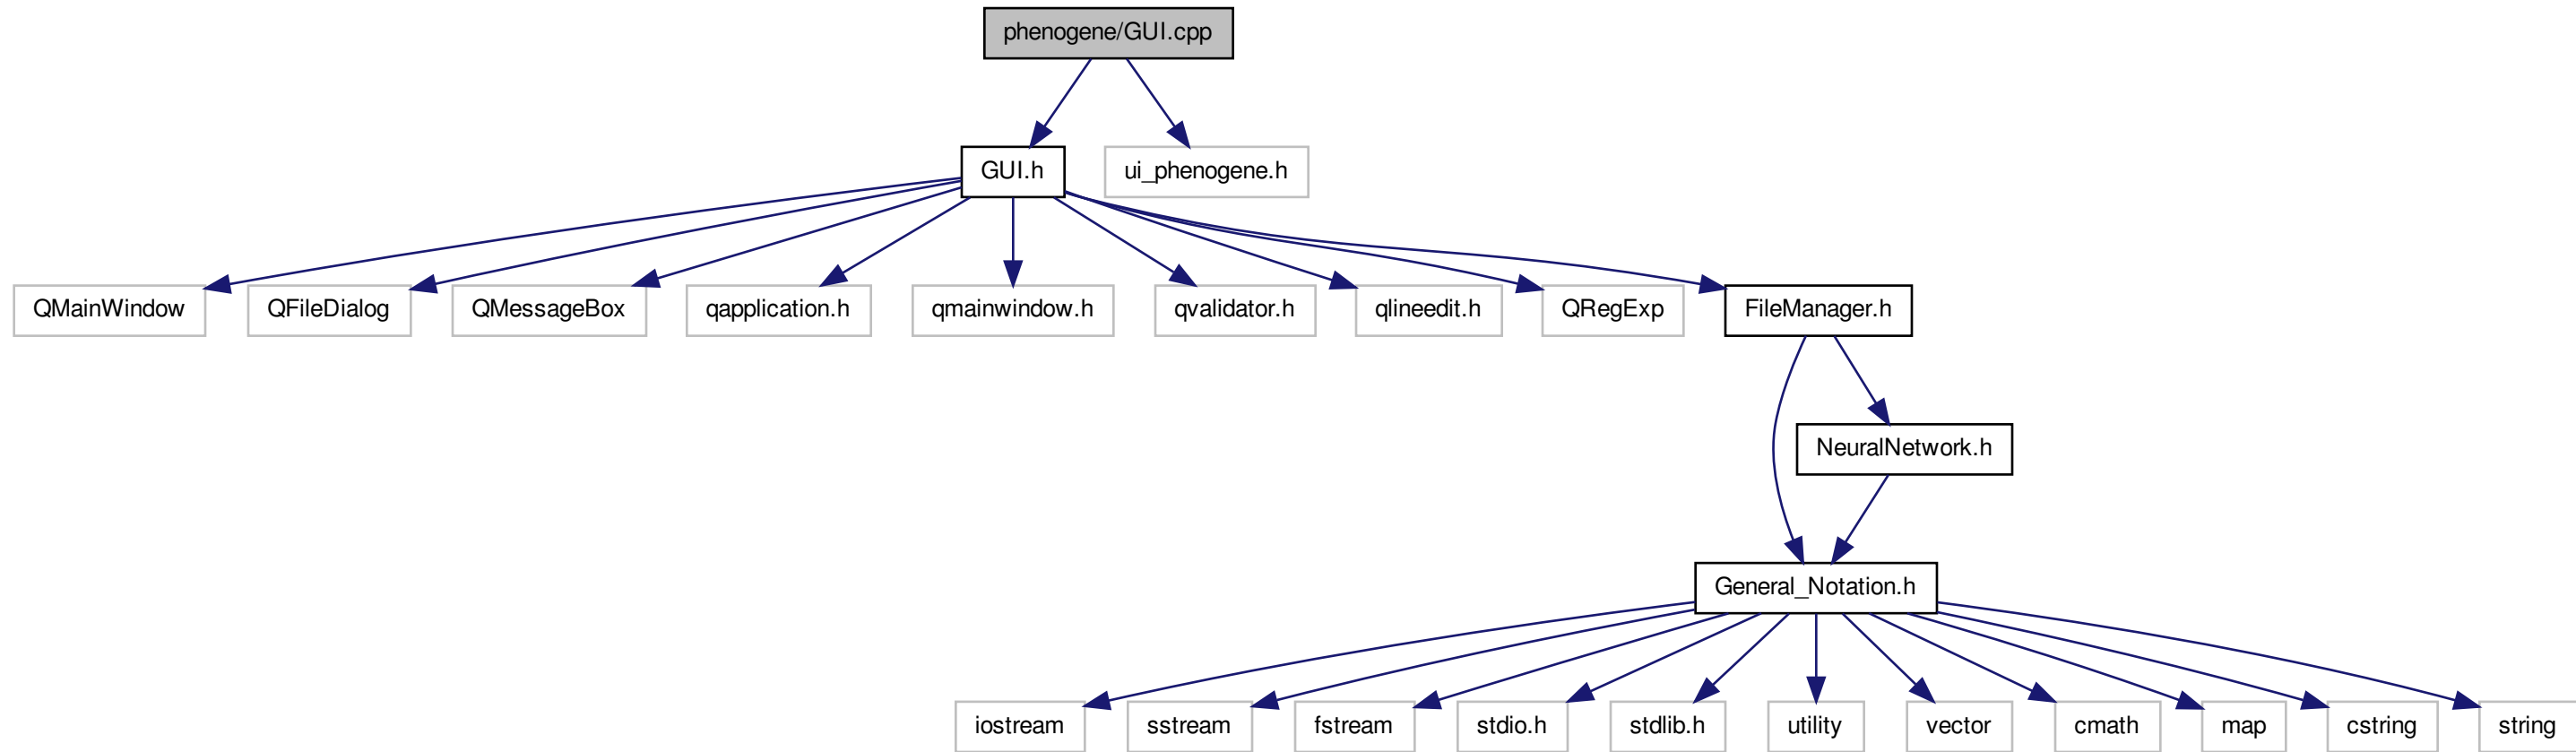 phenogene/GUI.cpp
GUI.h
ui_phenogene.h
QMainWindow
QFileDialog
QMessageBox
qapplication.h
qmainwindow.h
qvalidator.h
qlineedit.h
QRegExp
FileManager.h
NeuralNetwork.h
General_Notation.h
iostream
sstream
fstream
stdio.h
stdlib.h
utility
vector
cmath
map
cstring
string